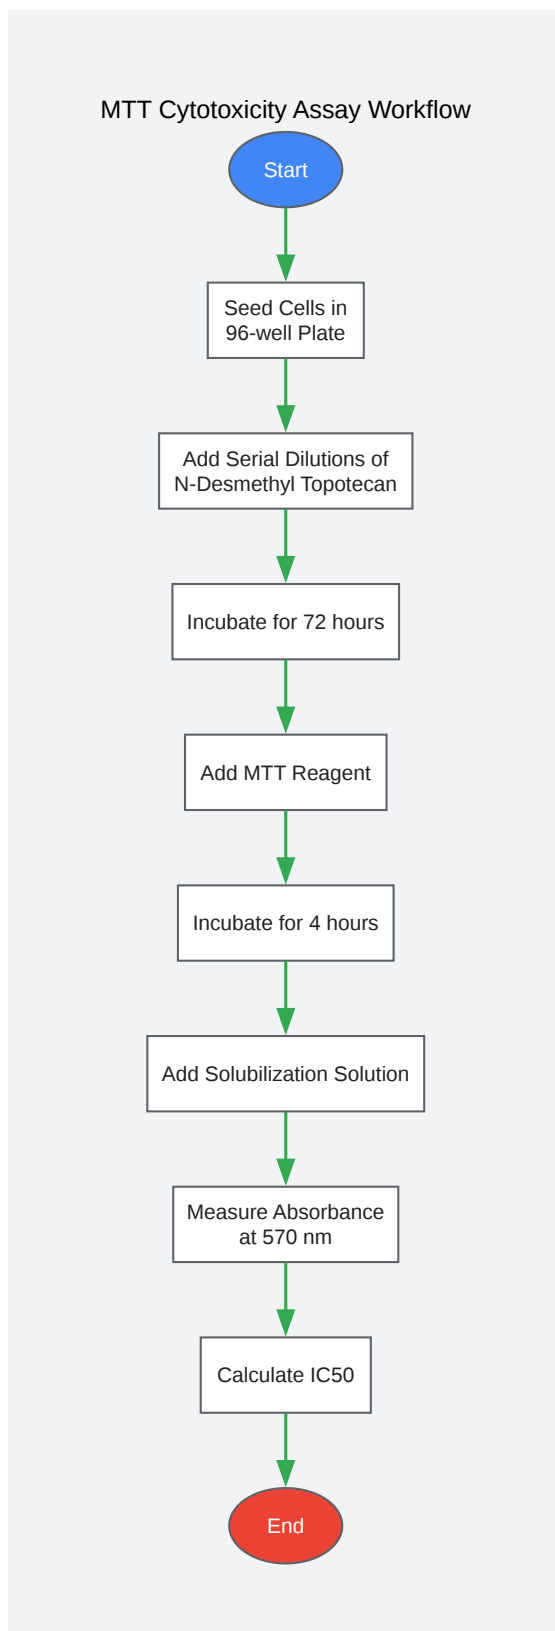 MTT Cytotoxicity Assay Workflow
Start
Seed Cells in
96-well Plate
Add Serial Dilutions of
N-Desmethyl Topotecan
Incubate for 72 hours
Add MTT Reagent
Incubate for 4 hours
Add Solubilization Solution
Measure Absorbance
at 570 nm
Calculate IC50
End